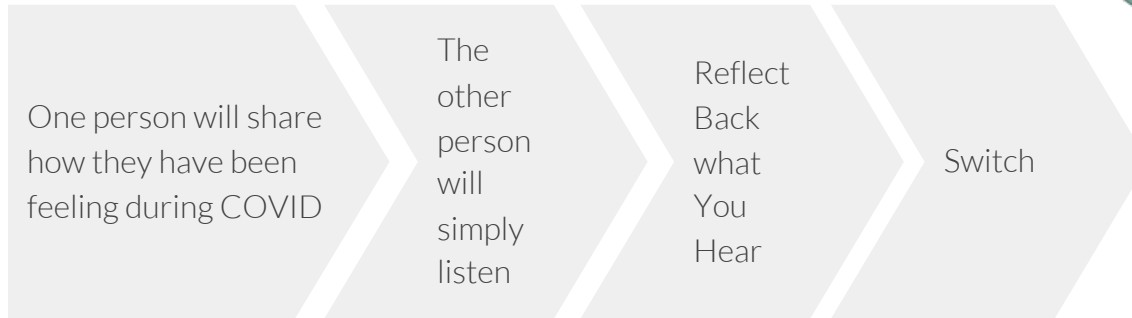 One person will share
how they have been
feeling during COVID
The
other
person
will
simply
listen
Reflect
Back
what
You
Hear
Switch